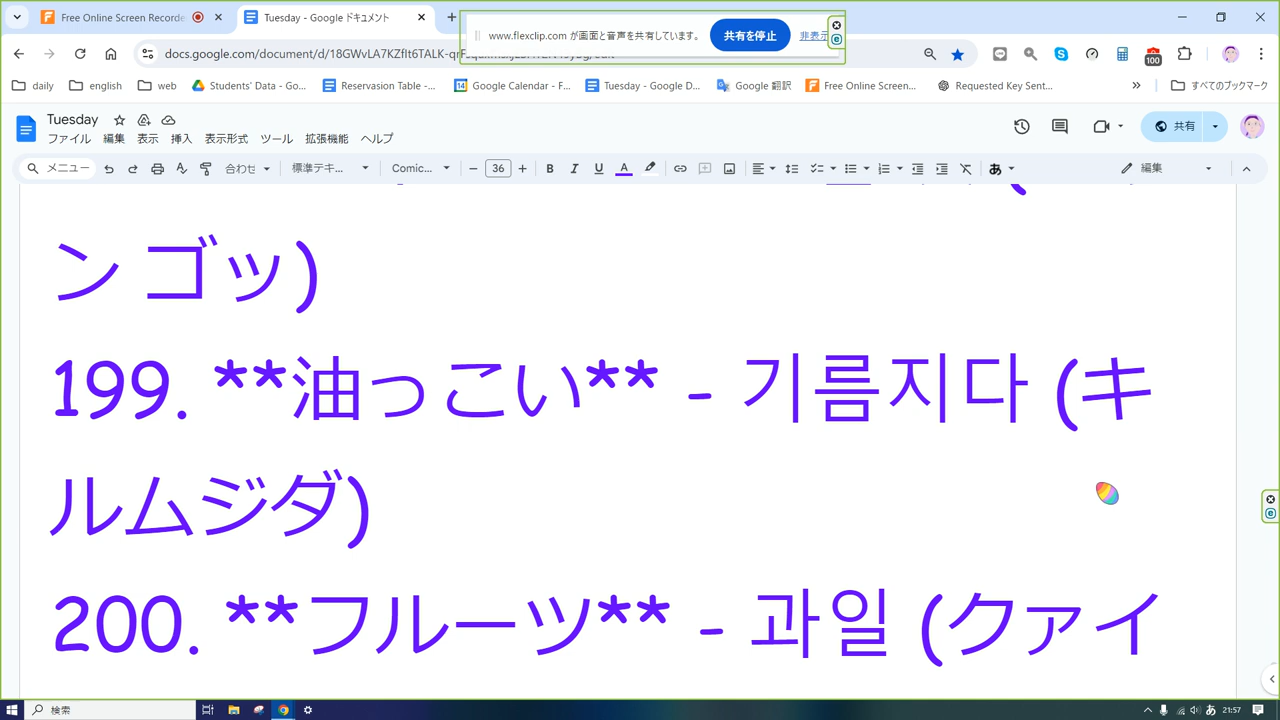 Free Online Screen Recorde
Tuesday - Google ドキュメント
www.flexclip.com が画面と音声を共有しています。
共有を停止
非表示
docs.google.com/document/d/18GWvLA7KZflt6TALK-
100
daily
english
web
Students' Data - Go...
Reservasion Table -...
Google Calendar - F...
Tuesday - Google D...
Google 翻訳
Free Online Screen...
Requested Key Sent...
»
すべてのブックマーク
Tuesday
共有
ファイル 編集 表示 挿入 表示形式 ツール 拡張機能 ヘルプ
メニュー
合わせ
標準テキ...
Comic...
36
B I U A
あ
編集
ン ゴッ)
199. **油っこい** - 기름지다 (キ
ルムジダ)
200. **フルーツ** - 과일 (クァイ
検索
あ
21:57